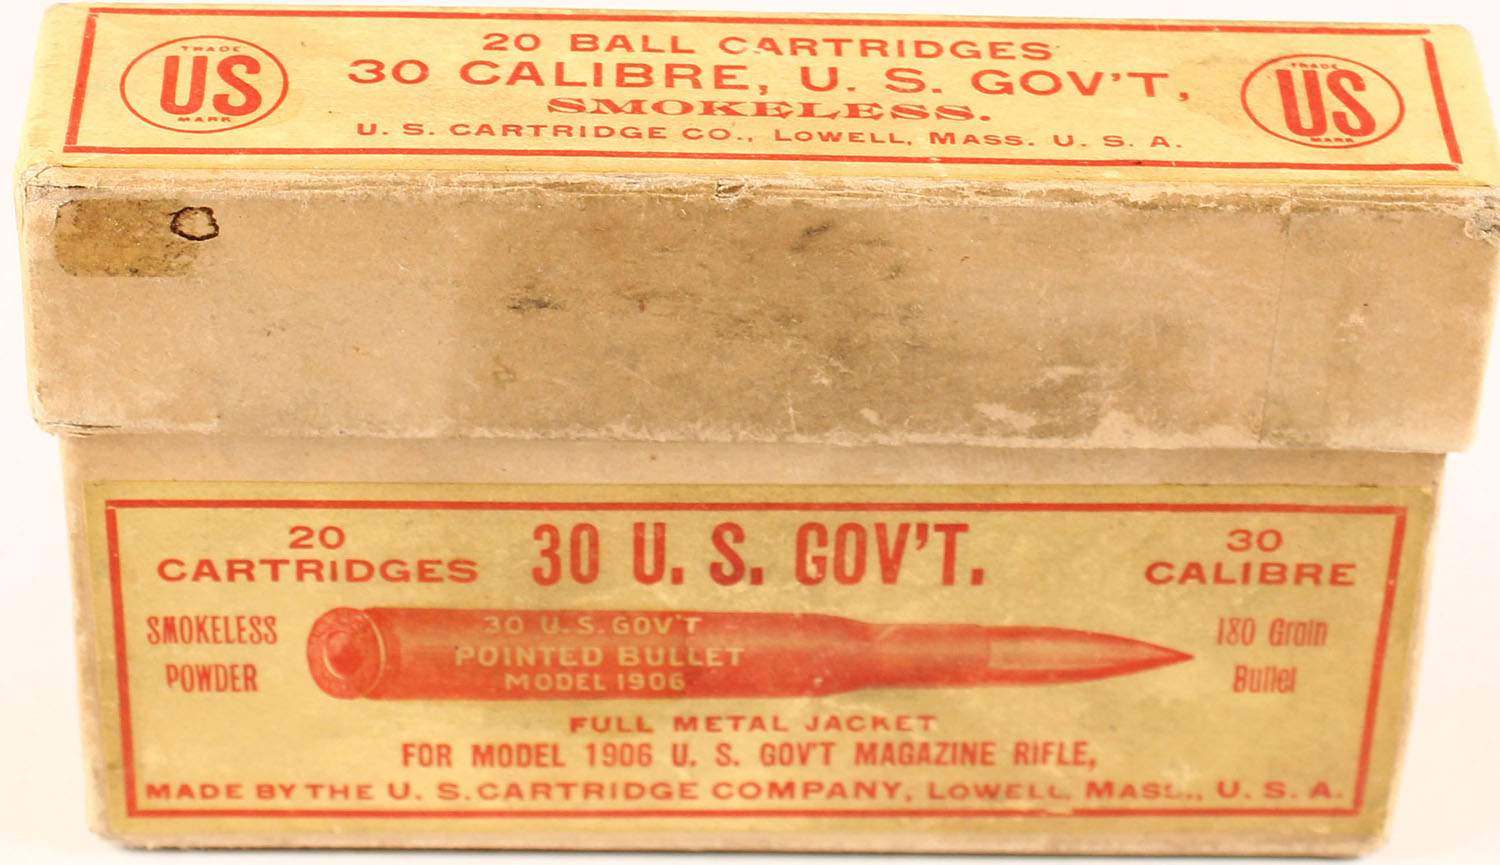 TRADE
US
MARK
20 BALL CARTRIDGES
30 CALIBRE, U. S. GOV'T,
SMOKELESS.
U. S. CARTRIDGE CO., LOWELL, MASS. U. S. A.
TRADE
US
MARK
20
CARTRIDGES
30 U. S. GOV'T.
30
CALIBRE
SMOKELESS
POWDER
30 U.S. GOV'T
POINTED BULLET
MODEL 1906
180 Grain
Bullet
FULL METAL JACKET
FOR MODEL 1906 U. S. GOV'T MAGAZINE RIFLE,
MADE BY THE U. S. CARTRIDGE COMPANY, LOWELL, MASS., U. S. A.